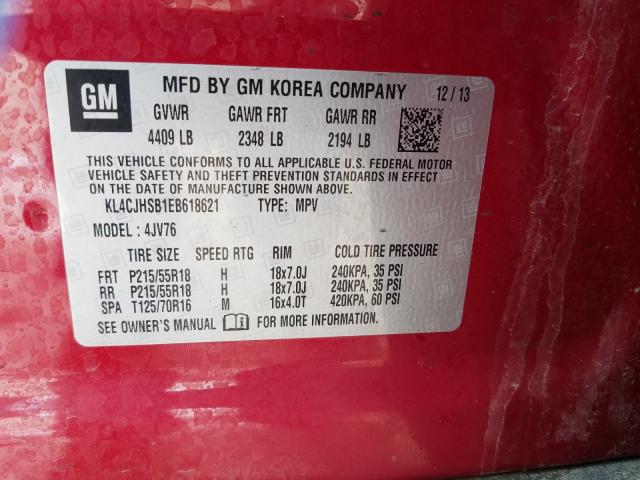 GM MFD BY GM KOREA COMPANY 12/13
GVWR GAWR FRT GAWR RR
4409 LB 2348 LB 2194 LB
THIS VEHICLE CONFORMS TO ALL APPLICABLE U.S. FEDERAL MOTOR
VEHICLE SAFETY AND THEFT PREVENTION STANDARDS IN EFFECT
ON THE DATE OF MANUFACTURE SHOWN ABOVE.
KL4CJHSB1EB618621 TYPE: MPV
MODEL: 4JV76
TIRE SIZE SPEED RTG RIM COLD TIRE PRESSURE
FRT P215/55R18 H 18x7.0J 240KPA, 35 PSI
RR P215/55R18 H 18x7.0J 240KPA, 35 PSI
SPA T125/70R16 M 16x4.0T 420KPA, 60 PSI
SEE OWNER'S MANUAL FOR MORE INFORMATION.